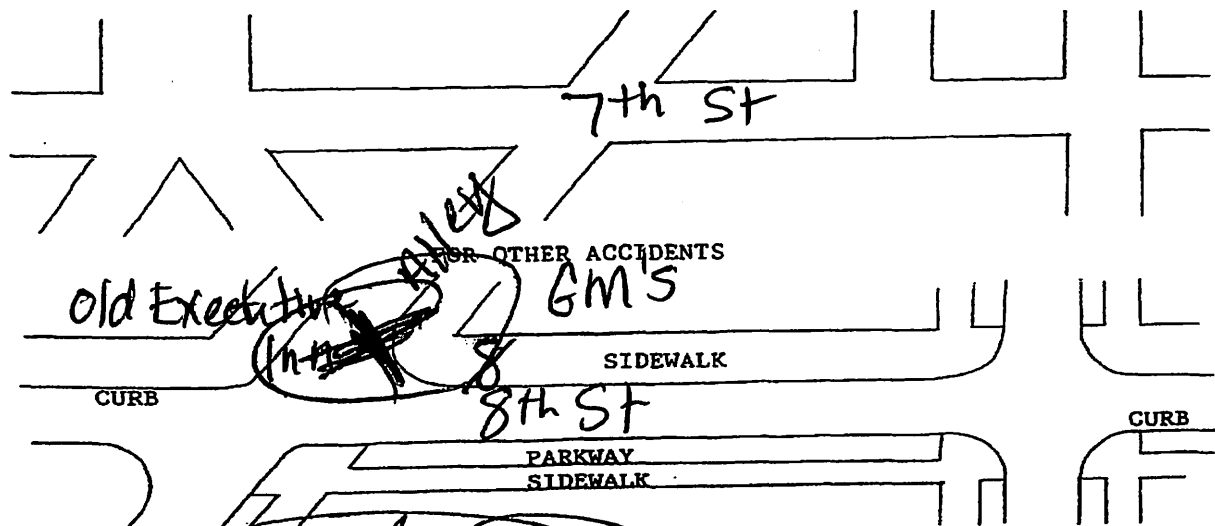 7th St
Alley
FOR OTHER ACCIDENTS
Old Executive
Inn
GM'S
SIDEWALK
8
CURB
8th St
CURB
PARKWAY
SIDEWALK